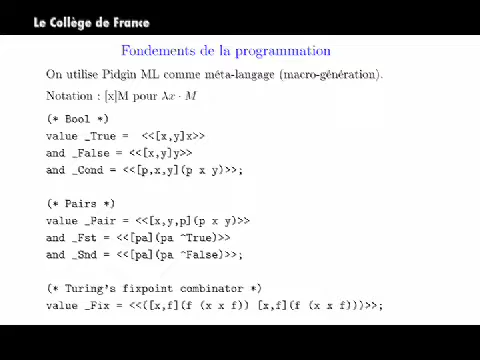 Le Collège de France
Fondements de la programmation
On utilise Pidgin ML comme méta-langage (macro-génération).
Notation : [x]M pour λx · M
(* Bool *)
value _True =  <<[x,y]x>>
and _False = <<[x,y]y>>
and _Cond = <<[p,x,y](p x y)>>;
(* Pairs *)
value _Pair = <<[x,y,p](p x y)>>
and _Fst = <<[pa](pa ^True)>>
and _Snd = <<[pa](pa ^False)>>;
(* Turing's fixpoint combinator *)
value _Fix = <<([x,f](f (x x f)) [x,f](f (x x f)))>>;